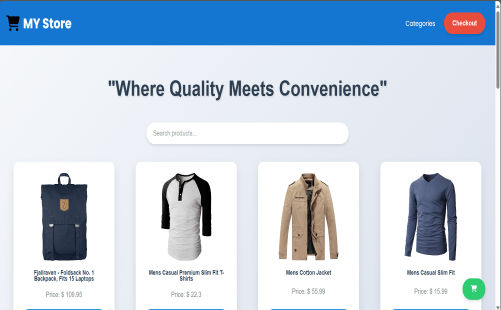 MY Store
Categories
Checkout
"Where Quality Meets Convenience"
Search products...
Fjallraven - Foldsack No. 1
Backpack, Fits 15 Laptops
Price: $ 109.95
Mens Casual Premium Slim Fit T-
Shirts
Price: $ 22.3
Mens Cotton Jacket
Price: $ 55.99
Mens Casual Slim Fit
Price: $ 15.99